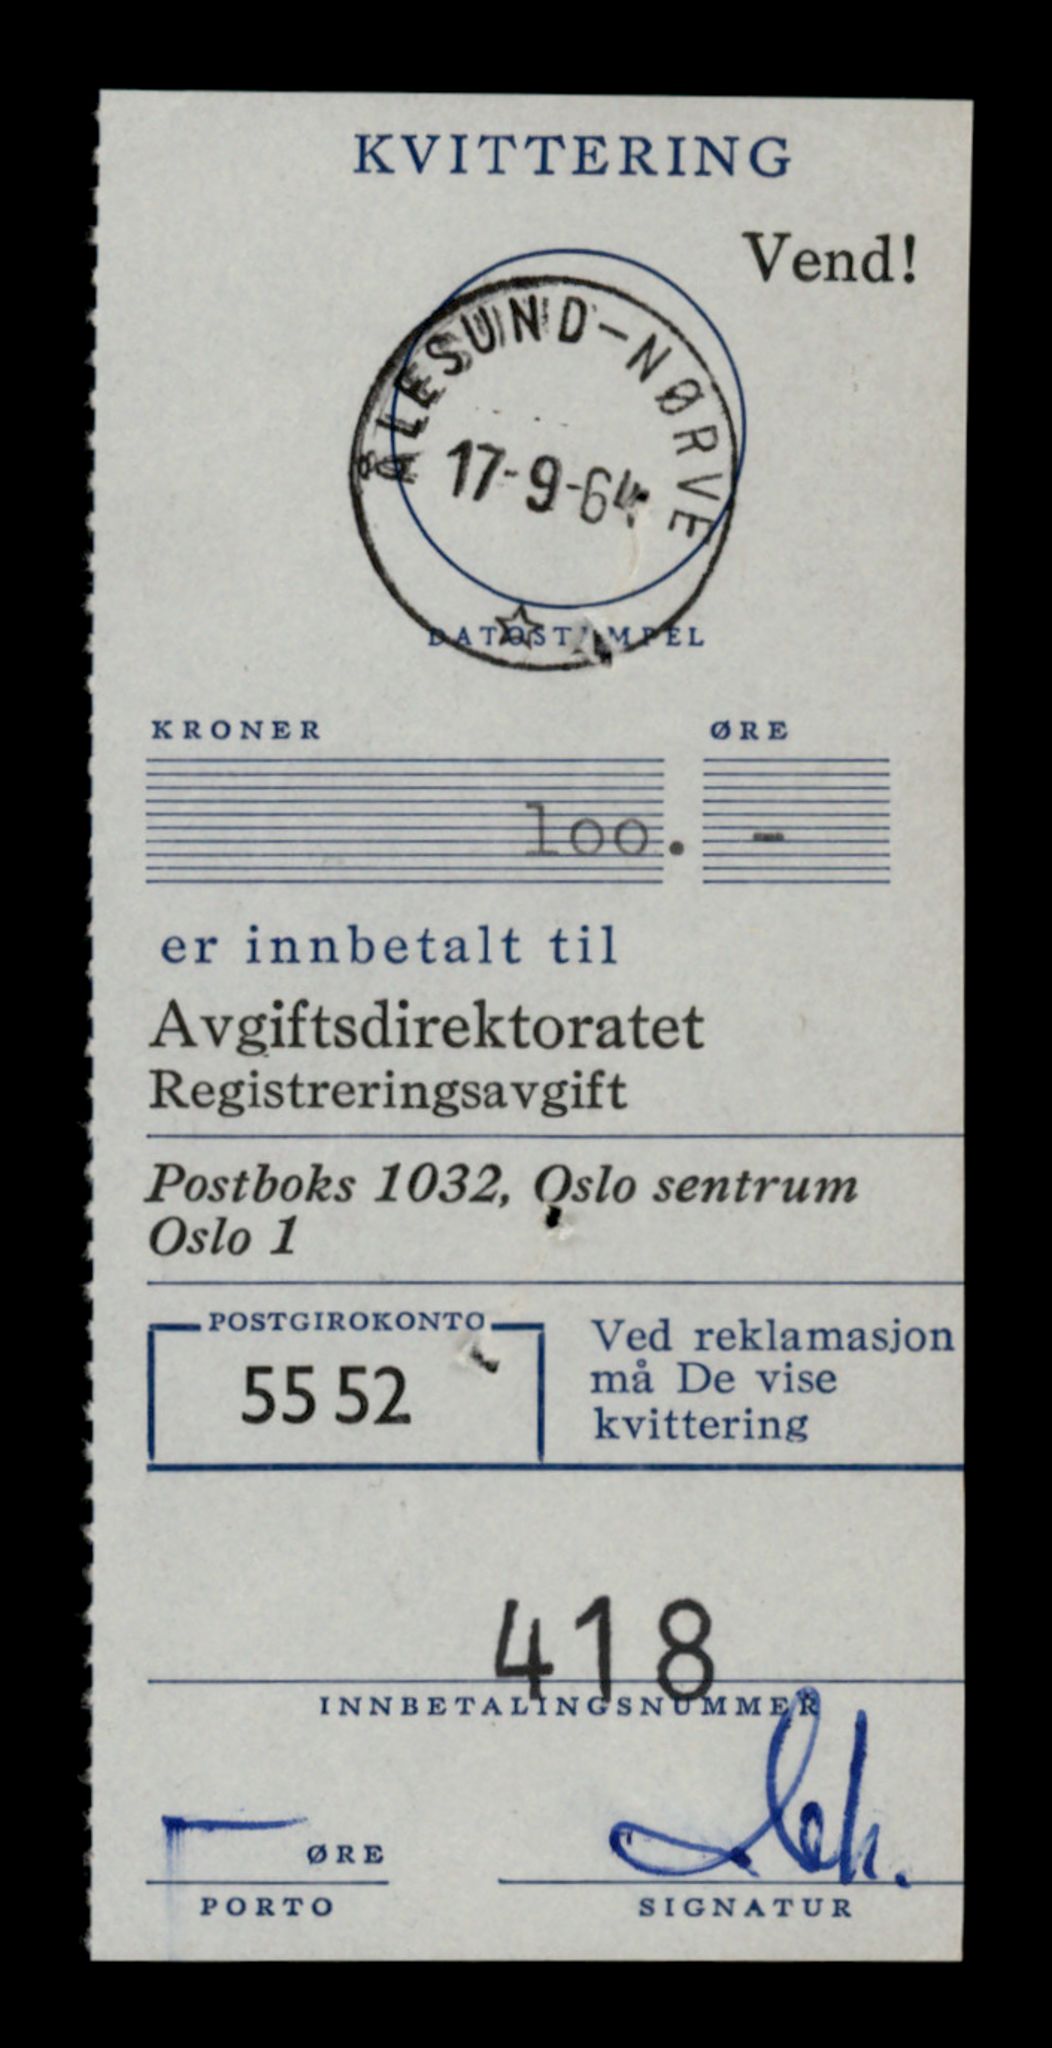 KVITTERING
Vend!
ÅLESUND-NØRVE
17-9-64
DATOSTEMPEL
KRONER ØRE
100. -
er innbetalt til
Avgiftsdirektoratet
Registreringsavgift
Postboks 1032, Oslo sentrum
Oslo 1
POSTGIROKONTO
55 52
Ved reklamasjon
må De vise
kvittering
418
INNBETALINGSNUMMER
ØRE
PORTO
SIGNATUR